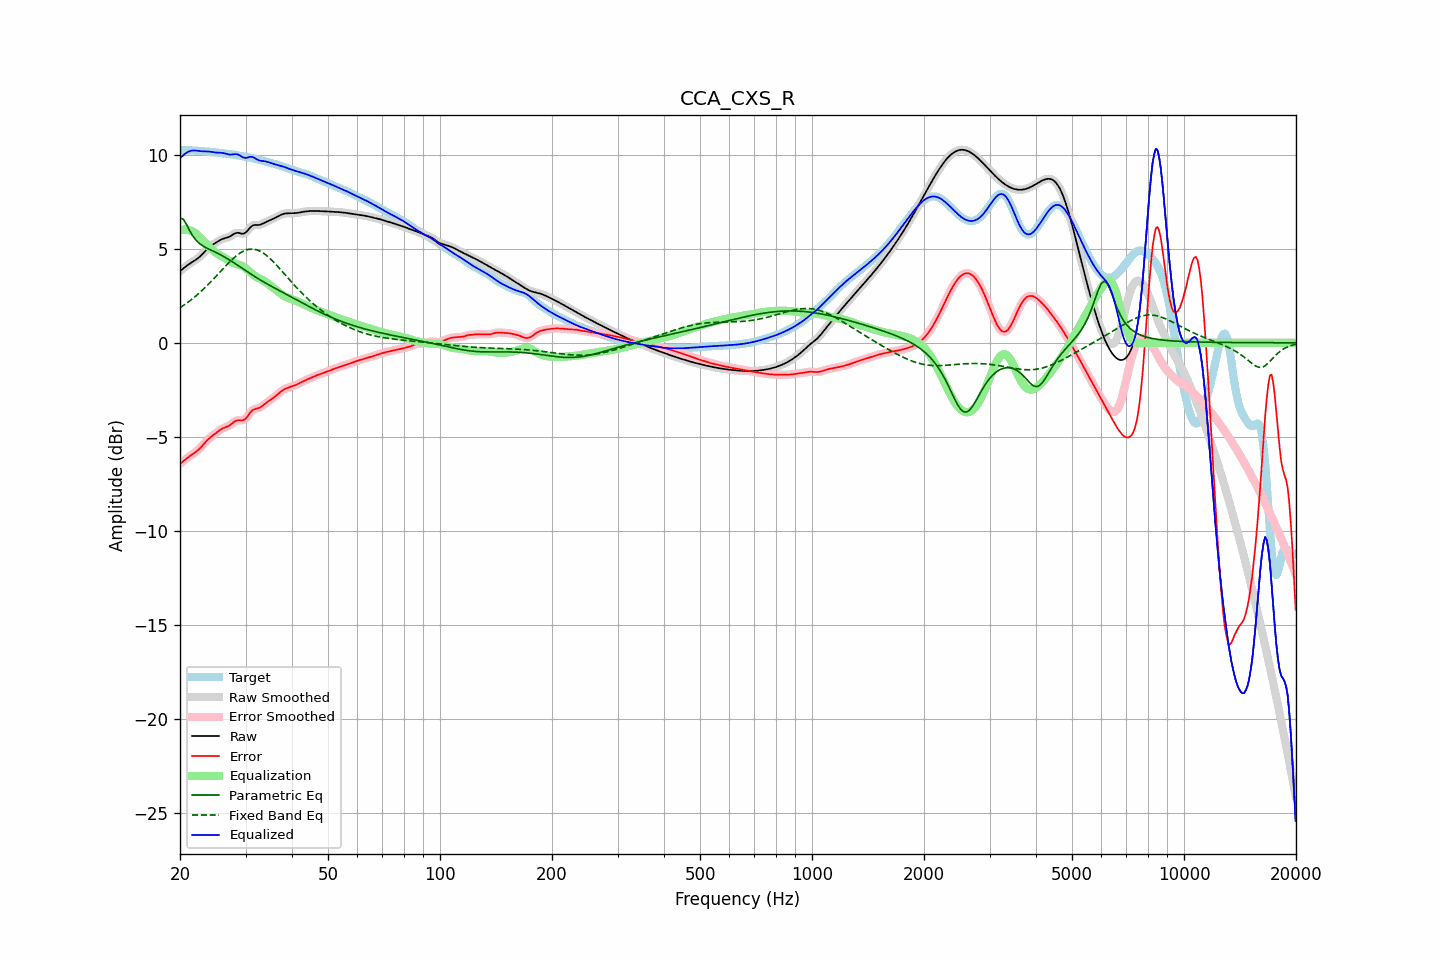 CCA_CXS_R
Amplitude (dBr)
10
5
0
−5
−10
−15
−20
−25
Target
Raw Smoothed
Error Smoothed
Raw
Error
Equalization
Parametric Eq
Fixed Band Eq
Equalized
20 50 100 200 500 1000 2000 5000 10000 20000
Frequency (Hz)